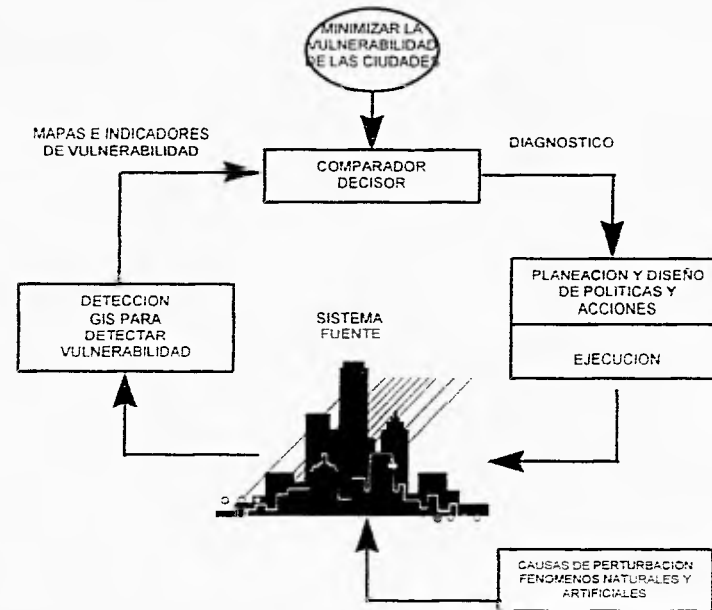 MINIMIZAR LA
VULNERABILIDAD
DE LAS CIUDADES
MAPAS E INDICADORES
DE VULNERABILIDAD
DIAGNOSTICO
COMPARADOR
DECISOR
PLANEACION Y DISEÑO
DE POLITICAS Y
ACCIONES
EJECUCION
DETECCION
GIS PARA
DETECTAR
VULNERABILIDAD
SISTEMA
FUENTE
CAUSAS DE PERTURBACION
FENOMENOS NATURALES Y
ARTIFICIALES